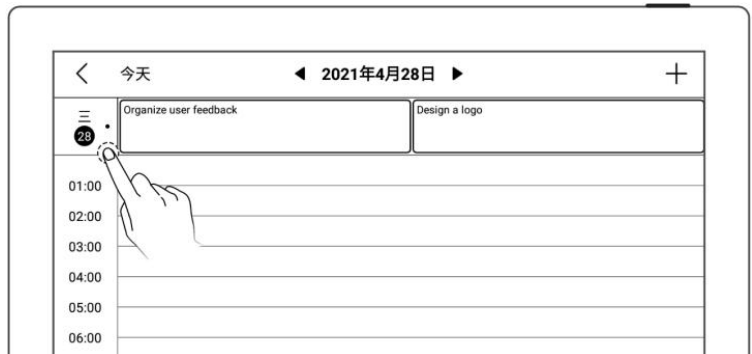 今天 2021年4月28日
三
28
Organize user feedback Design a logo
01:00
02:00
03:00
04:00
05:00
06:00